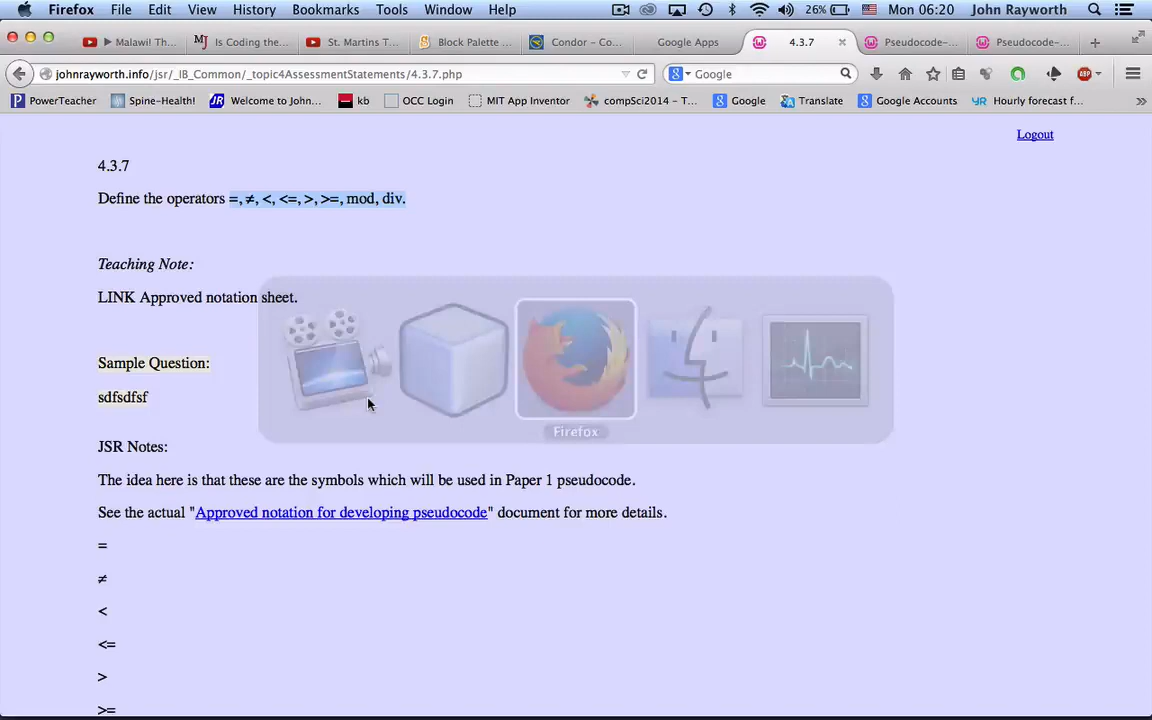 Firefox File Edit View History Bookmarks Tools Window Help 26% Mon 06:20 John Rayworth
▶ Malawi! Th... Is Coding the... St. Martins T... Block Palette ... Condor – Co... Google Apps 4.3.7 Pseudocode-... Pseudocode-...
johnrayworth.info/jsr/_IB_Common/_topic4AssessmentStatements/4.3.7.php Google
PowerTeacher Spine-Health! Welcome to John... kb OCC Login MIT App Inventor compSci2014 – T... Google Translate Google Accounts Hourly forecast f... »
Logout
4.3.7
Define the operators =, ≠, <, <=, >, >=, mod, div.
Teaching Note:
LINK Approved notation sheet.
Sample Question:
sdfsdfsf
Firefox
JSR Notes:
The idea here is that these are the symbols which will be used in Paper 1 pseudocode.
See the actual "Approved notation for developing pseudocode" document for more details.
=
≠
<
<=
>
>=